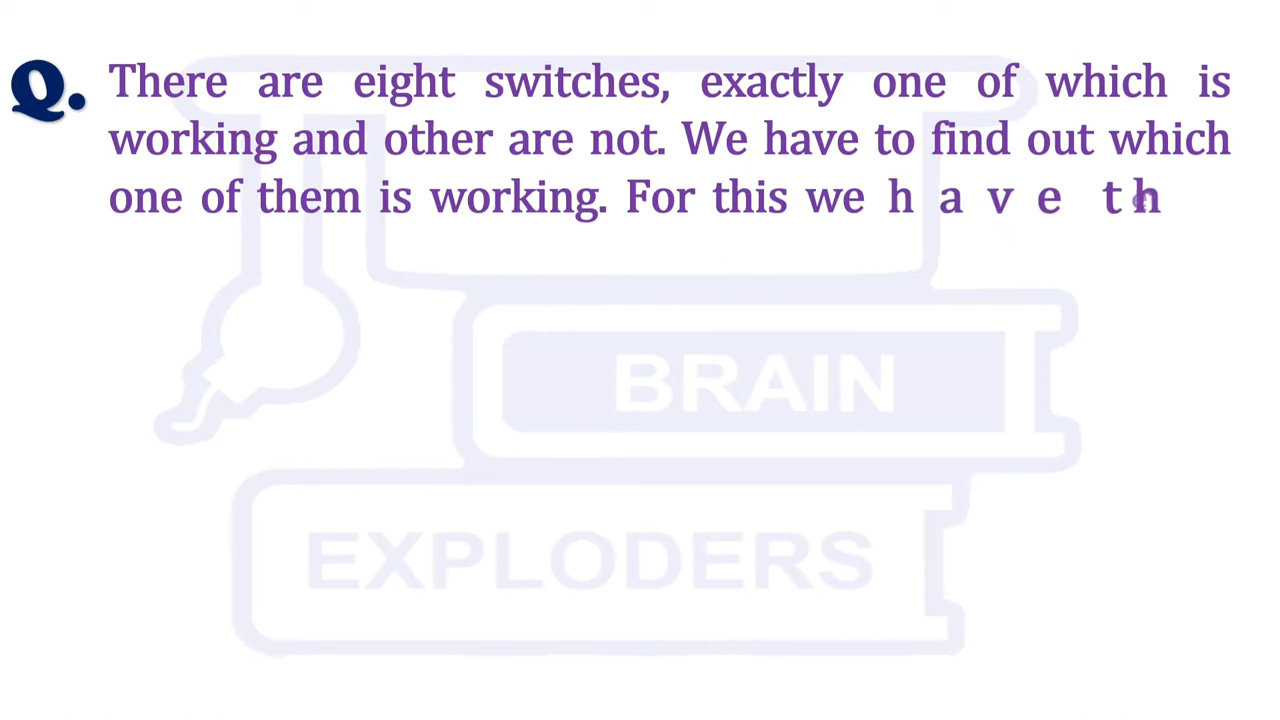 Q. There are eight switches, exactly one of which is
working and other are not. We have to find out which
one of them is working. For this we h a v e t h
BRAIN
EXPLODERS